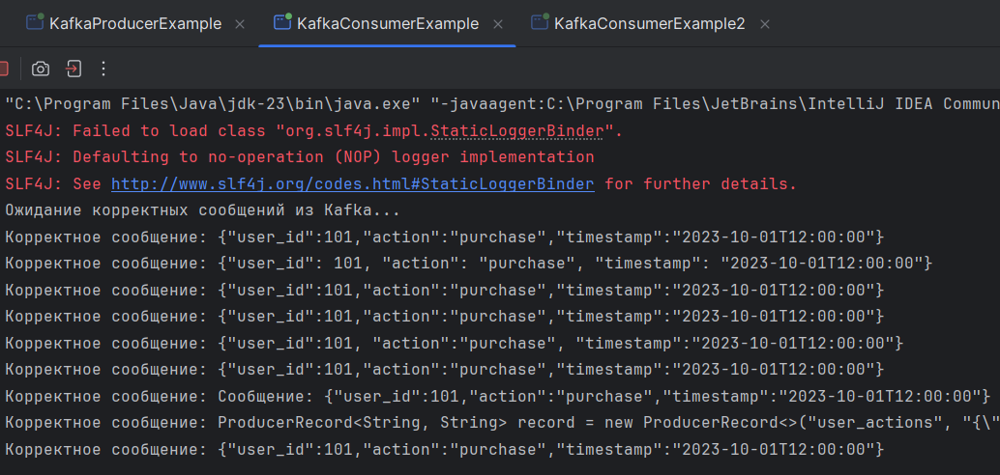 KafkaProducerExample KafkaConsumerExample KafkaConsumerExample2
"C:\Program Files\Java\jdk-23\bin\java.exe" "-javaagent:C:\Program Files\JetBrains\IntelliJ IDEA Commun
SLF4J: Failed to load class "org.slf4j.impl.StaticLoggerBinder".
SLF4J: Defaulting to no-operation (NOP) logger implementation
SLF4J: See http://www.slf4j.org/codes.html#StaticLoggerBinder for further details.
Ожидание корректных сообщений из Kafka...
Корректное сообщение: {"user_id":101,"action":"purchase","timestamp":"2023-10-01T12:00:00"}
Корректное сообщение: {"user_id": 101, "action": "purchase", "timestamp": "2023-10-01T12:00:00"}
Корректное сообщение: {"user_id":101,"action":"purchase","timestamp":"2023-10-01T12:00:00"}
Корректное сообщение: {"user_id":101,"action":"purchase","timestamp":"2023-10-01T12:00:00"}
Корректное сообщение: {"user_id":101, "action":"purchase", "timestamp":"2023-10-01T12:00:00"}
Корректное сообщение: {"user_id":101,"action":"purchase","timestamp":"2023-10-01T12:00:00"}
Корректное сообщение: Сообщение: {"user_id":101,"action":"purchase","timestamp":"2023-10-01T12:00:00"}
Корректное сообщение: ProducerRecord<String, String> record = new ProducerRecord<>("user_actions", "{\"
Корректное сообщение: {"user_id":101,"action":"purchase","timestamp":"2023-10-01T12:00:00"}